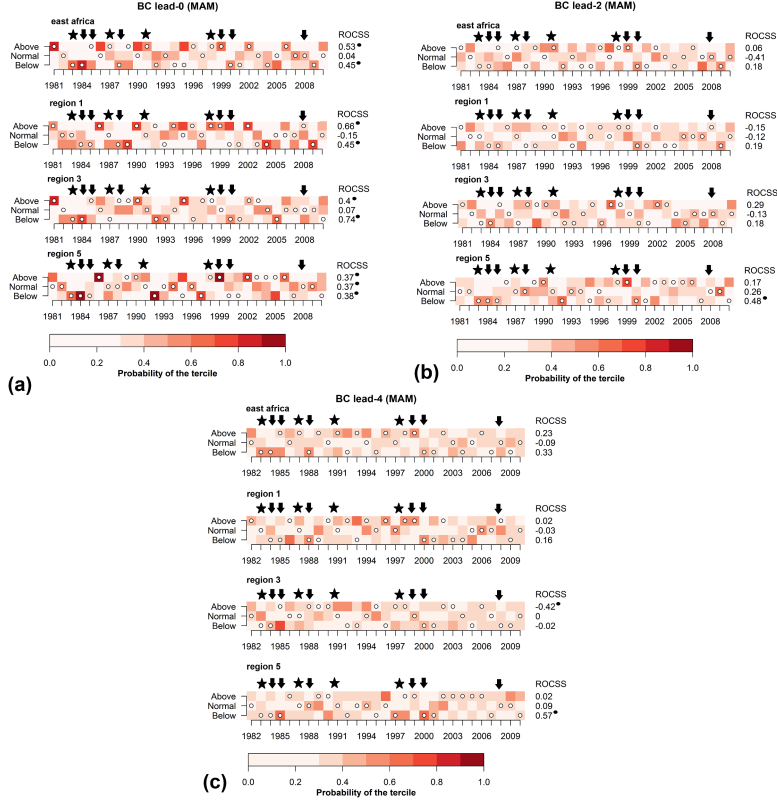 BC lead-0 (MAM)
east africa
ROCSS
Above 0.53
Normal 0.04
Below 0.45
1981 1984 1987 1990 1993 1996 1999 2002 2005 2008
region 1
ROCSS
Above 0.66
Normal -0.15
Below 0.45
1981 1984 1987 1990 1993 1996 1999 2002 2005 2008
region 3
ROCSS
Above 0.4
Normal 0.07
Below 0.74
1981 1984 1987 1990 1993 1996 1999 2002 2005 2008
region 5
ROCSS
Above 0.37
Normal 0.37
Below 0.38
1981 1984 1987 1990 1993 1996 1999 2002 2005 2008
0.0 0.2 0.4 0.6 0.8 1.0
Probability of the tercile
(a)
BC lead-2 (MAM)
east africa
ROCSS
Above 0.06
Normal -0.41
Below 0.18
1981 1984 1987 1990 1993 1996 1999 2002 2005 2008
region 1
ROCSS
Above -0.15
Normal -0.12
Below 0.19
1981 1984 1987 1990 1993 1996 1999 2002 2005 2008
region 3
ROCSS
Above 0.29
Normal -0.13
Below 0.18
1981 1984 1987 1990 1993 1996 1999 2002 2005 2008
region 5
ROCSS
Above 0.17
Normal 0.26
Below 0.48
1981 1984 1987 1990 1993 1996 1999 2002 2005 2008
0.0 0.2 0.4 0.6 0.8 1.0
Probability of the tercile
(b)
BC lead-4 (MAM)
east africa
ROCSS
Above 0.23
Normal -0.09
Below 0.33
1982 1985 1988 1991 1994 1997 2000 2003 2006 2009
region 1
ROCSS
Above 0.02
Normal -0.03
Below 0.16
1982 1985 1988 1991 1994 1997 2000 2003 2006 2009
region 3
ROCSS
Above -0.42
Normal 0
Below -0.02
1982 1985 1988 1991 1994 1997 2000 2003 2006 2009
region 5
ROCSS
Above 0.02
Normal 0.09
Below 0.57
1982 1985 1988 1991 1994 1997 2000 2003 2006 2009
0.0 0.2 0.4 0.6 0.8 1.0
Probability of the tercile
(c)